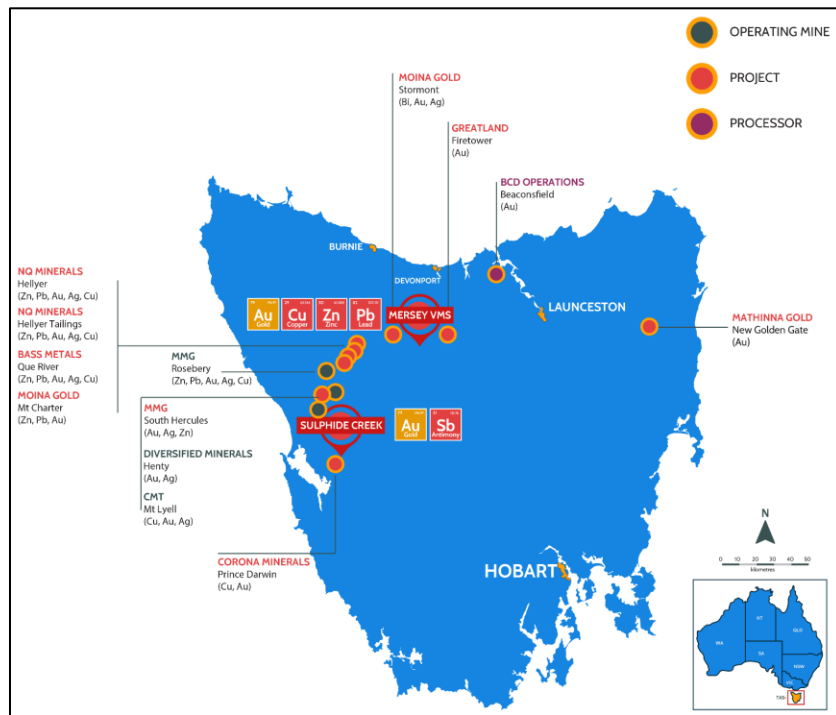 OPERATING MINE
PROJECT
PROCESSOR
MOINA GOLD
Stormont
(Bi, Au, Ag)
GREATLAND
Firetower
(Au)
BCD OPERATIONS
Beaconsfield
(Au)
BURNIE
DEVONPORT
LAUNCESTON
NQ MINERALS
Hellyer
(Zn, Pb, Au, Ag, Cu)
NQ MINERALS
Hellyer Tailings
(Zn, Pb, Au, Ag, Cu)
BASS METALS
Que River
(Zn, Pb, Au, Ag, Cu)
MOINA GOLD
Mt Charter
(Zn, Pb, Au)
Au
Gold
Cu
Copper
Zn
Zinc
Pb
Lead
MERSEY VMS
MATHINNA GOLD
New Golden Gate
(Au)
MMG
Rosebery
(Zn, Pb, Au, Ag, Cu)
MMG
South Hercules
(Au, Ag, Zn)
DIVERSIFIED MINERALS
Henty
(Au, Ag)
CMT
Mt Lyell
(Cu, Au, Ag)
SULPHIDE CREEK
Au
Gold
Sb
Antimony
CORONA MINERALS
Prince Darwin
(Cu, Au)
HOBART
N
0 10 20 30 40 50
kilometres
WA
NT
QLD
SA
NSW
VIC
TAS